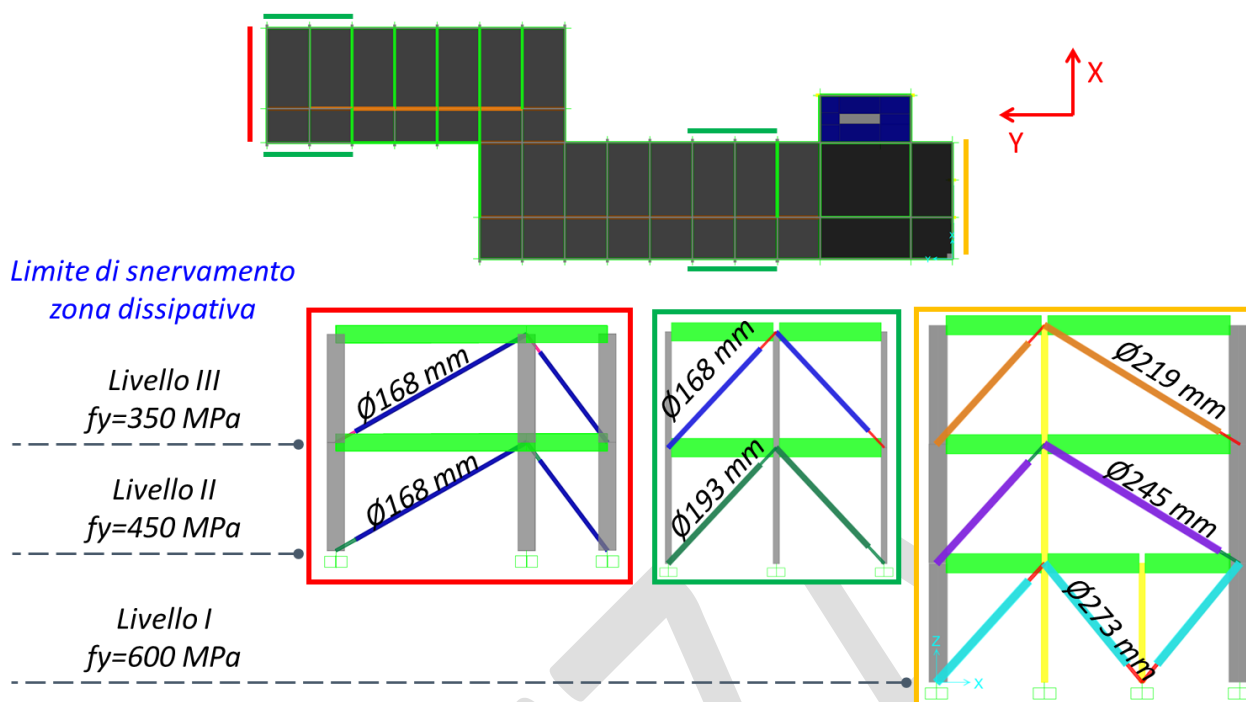 X
Y
Limite di snervamento
zona dissipativa
Livello III
fy=350 MPa
Livello II
fy=450 MPa
Livello I
fy=600 MPa
Ø168 mm
Ø168 mm
Ø168 mm
Ø193 mm
Ø219 mm
Ø245 mm
Ø273 mm
Z
X